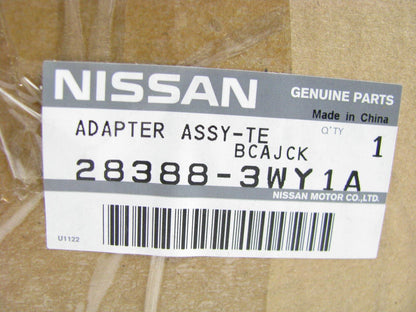 NISSAN
GENUINE PARTS
Made in China
ADAPTER ASSY-TE
Q'TY
1
BCAJCK
28388-3WY1A
NISSAN MOTOR CO.,LTD.
U1122